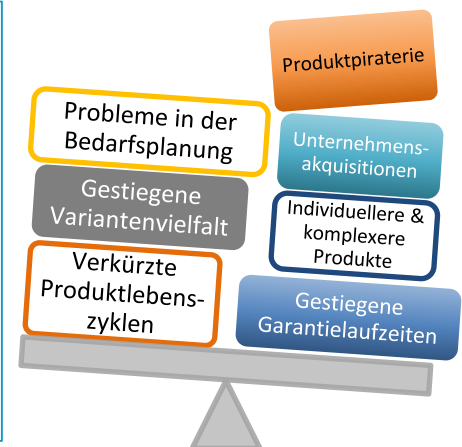 Produktpiraterie
Probleme in der
Bedarfsplanung
Unternehmens-
akquisitionen
Gestiegene
Variantenvielfalt
Individuellere &
komplexere
Produkte
Verkürzte
Produktlebens-
zyklen
Gestiegene
Garantielaufzeiten